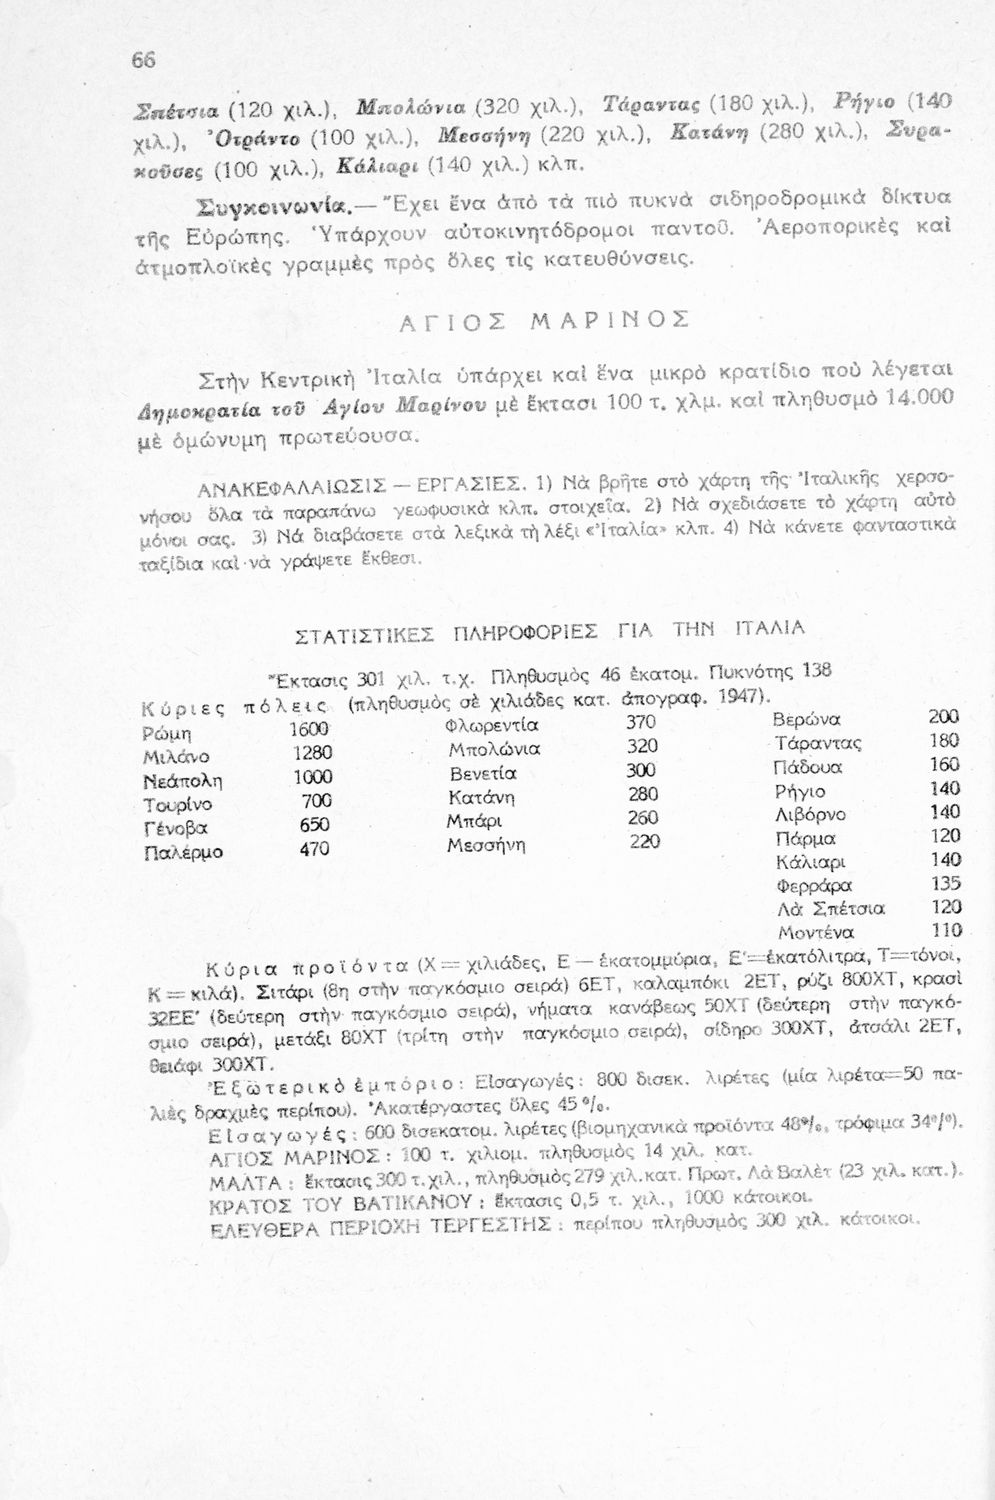 66
Σπέτσια (120 χιλ.), Μπολώνια (320 χιλ.), Τάραντας (180 χιλ.), Ρήγιο (140
χιλ.), Ὀτράντο (100 χιλ.), Μεσσήνη (220 χιλ.), Κατάνη (280 χιλ.), Συρα-
κοῦσες (100 χιλ.), Κάλιαρι (140 χιλ.) κλπ.
Συγκοινωνία.— Ἔχει ἕνα ἀπὸ τὰ πιὸ πυκνὰ σιδηροδρομικὰ δίκτυα
τῆς Εὐρώπης. Ὑπάρχουν αὐτοκινητόδρομοι παντοῦ. Ἀεροπορικὲς καὶ
ἀτμοπλοϊκὲς γραμμὲς πρὸς ὅλες τὶς κατευθύνσεις.
ΑΓΙΟΣ ΜΑΡΙΝΟΣ
Στὴν Κεντρικὴ Ἰταλία ὑπάρχει καὶ ἕνα μικρὸ κρατίδιο ποὺ λέγεται
Δημοκρατία τοῦ Ἁγίου Μαρίνου μὲ ἔκτασι 100 τ. χλμ. καὶ πληθυσμὸ 14.000
μὲ ὁμώνυμη πρωτεύουσα.
ΑΝΑΚΕΦΑΛΑΙΩΣΙΣ — ΕΡΓΑΣΙΕΣ. 1) Νὰ βρῆτε στὸ χάρτη τῆς Ἰταλικῆς χερσο-
νήσου ὅλα τὰ παραπάνω γεωφυσικὰ κλπ. στοιχεῖα. 2) Νὰ σχεδιάσετε τὸ χάρτη αὐτὸ
μόνοι σας. 3) Νὰ διαβάσετε στὰ λεξικὰ τὴ λέξι «Ἰταλία» κλπ. 4) Νὰ κάνετε φανταστικὰ
ταξίδια καὶ νὰ γράψετε ἔκθεσι.
ΣΤΑΤΙΣΤΙΚΕΣ ΠΛΗΡΟΦΟΡΙΕΣ ΓΙΑ ΤΗΝ ΙΤΑΛΙΑ
Ἔκτασις 301 χιλ. τ.χ. Πληθυσμὸς 46 ἑκατομ. Πυκνότης 138
Κύριες πόλεις (πληθυσμὸς σὲ χιλιάδες κατ. ἀπογραφ. 1947).
Ρώμη 1600 Φλωρεντία 370 Βερώνα 200
Μιλάνο 1280 Μπολώνια 320 Τάραντας 180
Νεάπολη 1000 Βενετία 300 Πάδουα 160
Τουρίνο 700 Κατάνη 280 Ρήγιο 140
Γένοβα 650 Μπάρι 260 Λιβόρνο 140
Παλέρμο 470 Μεσσήνη 220 Πάρμα 120
Κάλιαρι 140
Φερράρα 135
Λὰ Σπέτσια 120
Μοντένα 110
Κύρια προϊόντα (Χ = χιλιάδες, Ε — ἑκατομμύρια, Ε'=ἑκατόλιτρα, Τ=τόνοι,
Κ = κιλά). Σιτάρι (8η στὴν παγκόσμιο σειρά) 6ΕΤ, καλαμπόκι 2ΕΤ, ρύζι 800ΧΤ, κρασὶ
32ΕΕ' (δεύτερη στὴν παγκόσμιο σειρά), νήματα κανάβεως 50ΧΤ (δεύτερη στὴν παγκό-
σμιο σειρά), μετάξι 80ΧΤ (τρίτη στὴν παγκόσμιο σειρά), σίδηρο 300ΧΤ, ἀτσάλι 2ΕΤ,
θειάφι 300ΧΤ.
Ἐξωτερικὸ ἐμπόριο: Εἰσαγωγές: 800 δισεκ. λιρέτες (μία λιρέτα=50 πα-
λιὲς δραχμὲς περίπου). Ἀκατέργαστες ὕλες 45 %.
Εἰσαγωγές: 600 δισεκατομ. λιρέτες (βιομηχανικὰ προϊόντα 48%, τρόφιμα 34%).
ΑΓΙΟΣ ΜΑΡΙΝΟΣ : 100 τ. χιλιομ. πληθυσμὸς 14 χιλ. κατ.
ΜΑΛΤΑ : ἔκτασις 300 τ.χιλ., πληθυσμὸς 279 χιλ.κατ. Πρωτ. Λὰ Βαλὲτ (23 χιλ. κατ.).
ΚΡΑΤΟΣ ΤΟΥ ΒΑΤΙΚΑΝΟΥ : ἔκτασις 0,5 τ. χιλ., 1000 κάτοικοι.
ΕΛΕΥΘΕΡΑ ΠΕΡΙΟΧΗ ΤΕΡΓΕΣΤΗΣ : περίπου πληθυσμὸς 300 χιλ. κάτοικοι.